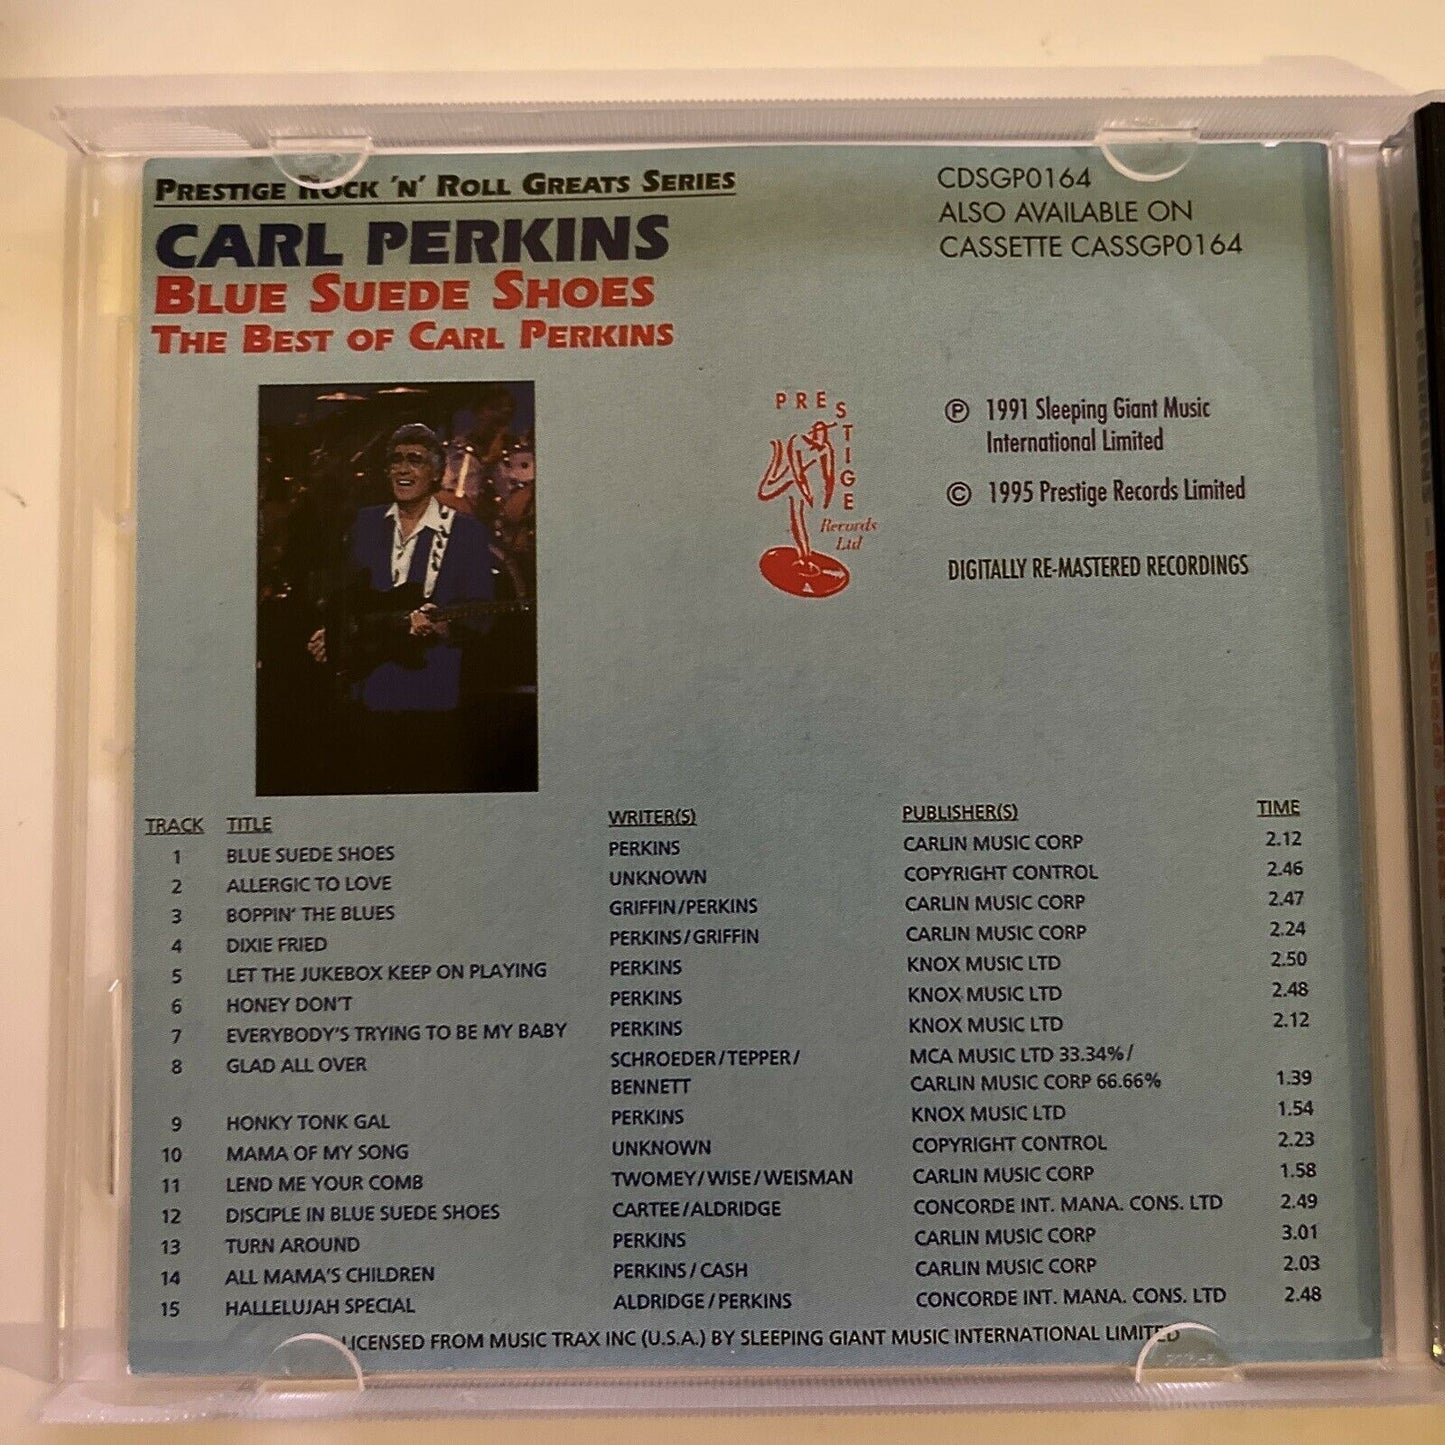 PRESTIGE ROCK 'N' ROLL GREATS SERIES
CARL PERKINS
BLUE SUEDE SHOES
THE BEST OF CARL PERKINS
CDSGP0164
ALSO AVAILABLE ON
CASSETTE CASSGP0164
PRESTIGE
Records
Ltd
Ⓟ 1991 Sleeping Giant Music
International Limited
© 1995 Prestige Records Limited
DIGITALLY RE-MASTERED RECORDINGS
TRACK TITLE WRITER(S) PUBLISHER(S) TIME
1 BLUE SUEDE SHOES PERKINS CARLIN MUSIC CORP 2.12
2 ALLERGIC TO LOVE UNKNOWN COPYRIGHT CONTROL 2.46
3 BOPPIN' THE BLUES GRIFFIN/PERKINS CARLIN MUSIC CORP 2.47
4 DIXIE FRIED PERKINS/GRIFFIN CARLIN MUSIC CORP 2.24
5 LET THE JUKEBOX KEEP ON PLAYING PERKINS KNOX MUSIC LTD 2.50
6 HONEY DON'T PERKINS KNOX MUSIC LTD 2.48
7 EVERYBODY'S TRYING TO BE MY BABY PERKINS KNOX MUSIC LTD 2.12
8 GLAD ALL OVER SCHROEDER/TEPPER/ MCA MUSIC LTD 33.34%/
BENNETT CARLIN MUSIC CORP 66.66% 1.39
9 HONKY TONK GAL PERKINS KNOX MUSIC LTD 1.54
10 MAMA OF MY SONG UNKNOWN COPYRIGHT CONTROL 2.23
11 LEND ME YOUR COMB TWOMEY/WISE/WEISMAN CARLIN MUSIC CORP 1.58
12 DISCIPLE IN BLUE SUEDE SHOES CARTEE/ALDRIDGE CONCORDE INT. MANA. CONS. LTD 2.49
13 TURN AROUND PERKINS CARLIN MUSIC CORP 3.01
14 ALL MAMA'S CHILDREN PERKINS/CASH CARLIN MUSIC CORP 2.03
15 HALLELUJAH SPECIAL ALDRIDGE/PERKINS CONCORDE INT. MANA. CONS. LTD 2.48
LICENSED FROM MUSIC TRAX INC (U.S.A.) BY SLEEPING GIANT MUSIC INTERNATIONAL LIMITED